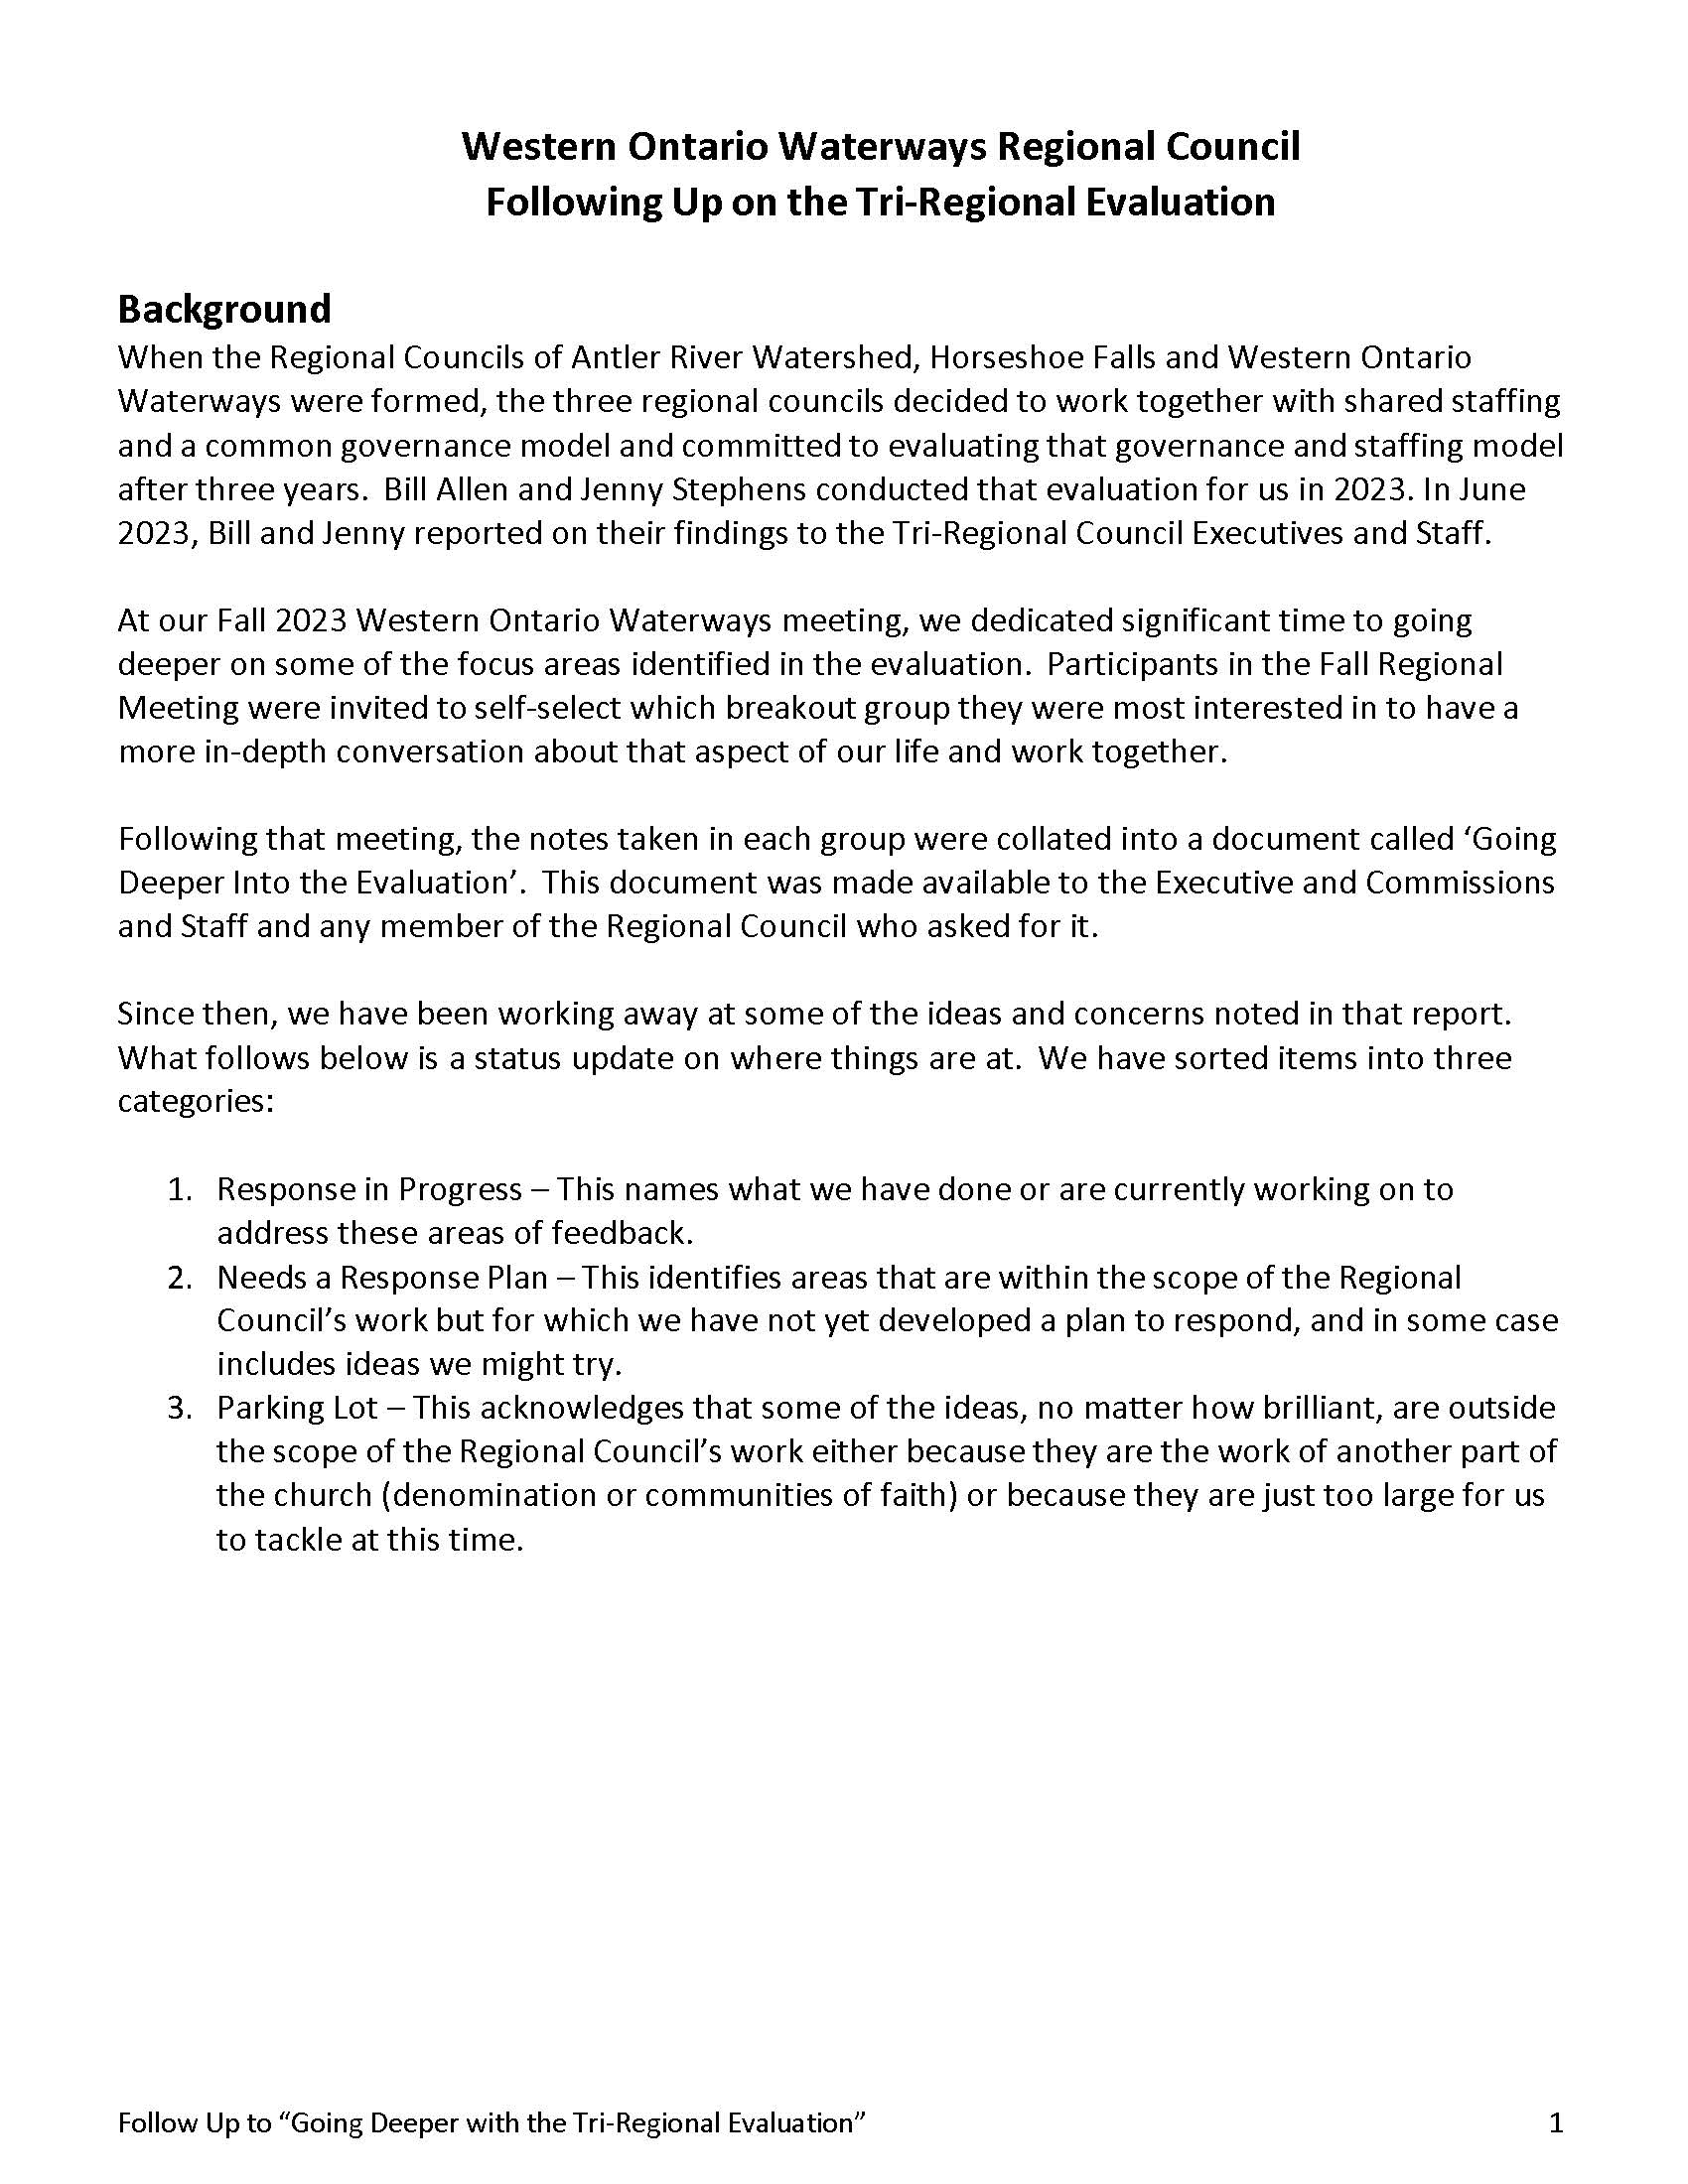 Western Ontario Waterways Regional Council
Following Up on the Tri-Regional Evaluation
Background
When the Regional Councils of Antler River Watershed, Horseshoe Falls and Western Ontario
Waterways were formed, the three regional councils decided to work together with shared staffing
and a common governance model and committed to evaluating that governance and staffing model
after three years.  Bill Allen and Jenny Stephens conducted that evaluation for us in 2023. In June
2023, Bill and Jenny reported on their findings to the Tri-Regional Council Executives and Staff.
At our Fall 2023 Western Ontario Waterways meeting, we dedicated significant time to going
deeper on some of the focus areas identified in the evaluation.  Participants in the Fall Regional
Meeting were invited to self-select which breakout group they were most interested in to have a
more in-depth conversation about that aspect of our life and work together.
Following that meeting, the notes taken in each group were collated into a document called ‘Going
Deeper Into the Evaluation’.  This document was made available to the Executive and Commissions
and Staff and any member of the Regional Council who asked for it.
Since then, we have been working away at some of the ideas and concerns noted in that report.
What follows below is a status update on where things are at.  We have sorted items into three
categories:
1. Response in Progress – This names what we have done or are currently working on to
address these areas of feedback.
2. Needs a Response Plan – This identifies areas that are within the scope of the Regional
Council’s work but for which we have not yet developed a plan to respond, and in some case
includes ideas we might try.
3. Parking Lot – This acknowledges that some of the ideas, no matter how brilliant, are outside
the scope of the Regional Council’s work either because they are the work of another part of
the church (denomination or communities of faith) or because they are just too large for us
to tackle at this time.
Follow Up to “Going Deeper with the Tri-Regional Evaluation” 1